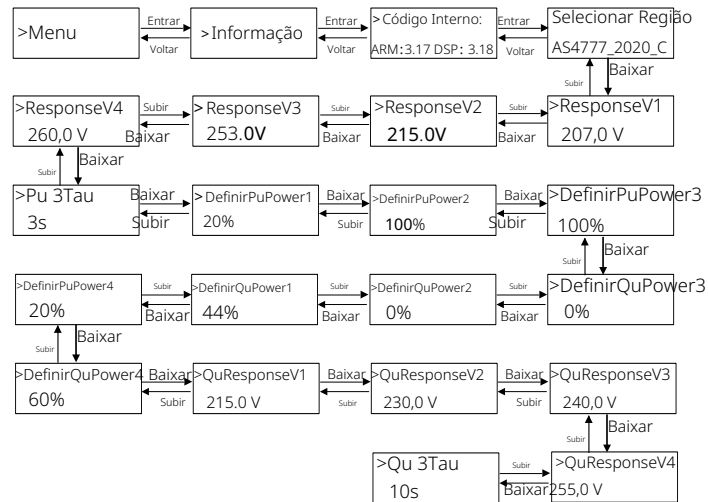 >Menu
Entrar
Voltar
>Informação
Entrar
Voltar
>Código Interno:
ARM:3.17 DSP: 3.18
Entrar
Voltar
Selecionar Região
AS4777_2020_C
Subir
Baixar
>ResponseV4
260,0 V
Subir
Baixar
>ResponseV3
253.0V
Subir
Baixar
>ResponseV2
215.0V
Subir
Baixar
>ResponseV1
207,0 V
Subir
Baixar
>Pu 3Tau
3s
Baixar
Subir
>DefinirPuPower1
20%
Baixar
Subir
>DefinirPuPower2
100%
Baixar
Subir
>DefinirPuPower3
100%
Subir
Baixar
>DefinirPuPower4
20%
Subir
Baixar
>DefinirQuPower1
44%
Subir
Baixar
>DefinirQuPower2
0%
Subir
Baixar
>DefinirQuPower3
0%
Subir
Baixar
>DefinirQuPower4
60%
Baixar
Subir
>QuResponseV1
215.0 V
Baixar
Subir
>QuResponseV2
230,0 V
Baixar
Subir
>QuResponseV3
240,0 V
Subir
Baixar
>Qu 3Tau
10s
Subir
Baixar
>QuResponseV4
255,0 V